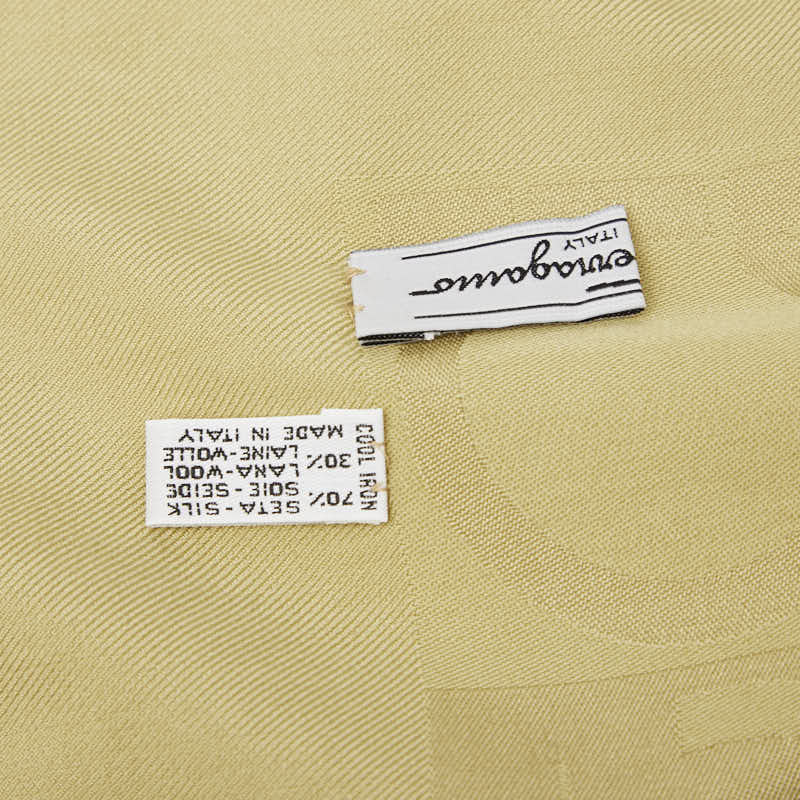 erragamo
ITALY
70% SETA - SILK
SOIE - SEIDE
30% LANA-WOOL
LAINE-WOLLE
MADE IN ITALY
COOL IRON